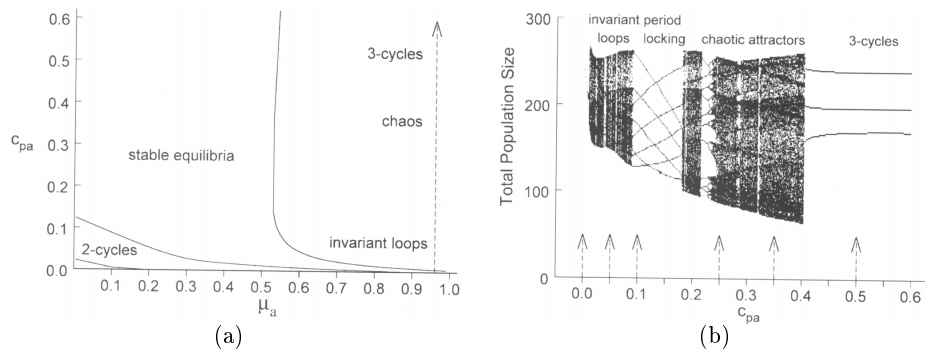 0.6
0.5
0.4
c_pa
0.3
0.2
0.1
0.0
3-cycles
chaos
stable equilibria
invariant loops
2-cycles
0.1 0.2 0.3 0.4 0.5 0.6 0.7 0.8 0.9 1.0
μ_a
(a)
300
200
100
0
Total Population Size
invariant period
loops locking chaotic attractors 3-cycles
0.0 0.1 0.2 0.3 0.4 0.5 0.6
c_pa
(b)